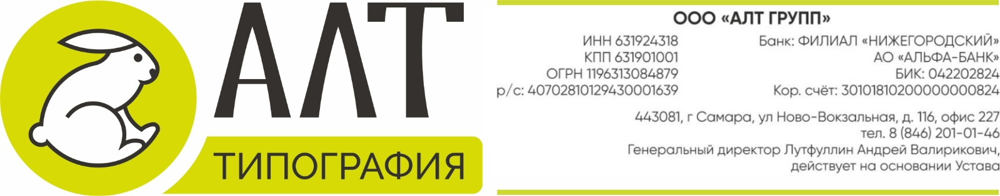 АЛТ
ТИПОГРАФИЯ
ООО «АЛТ ГРУПП»
ИНН 631924318
КПП 631901001
ОГРН 1196313084879
р/с: 40702810129430001639
Банк: ФИЛИАЛ «НИЖЕГОРОДСКИЙ»
АО «АЛЬФА-БАНК»
БИК: 042202824
Кор. счёт: 30101810200000000824
443081, г Самара, ул Ново-Вокзальная, д. 116, офис 227
тел. 8 (846) 201-01-46
Генеральный директор Лутфуллин Андрей Валирикович,
действует на основании Устава